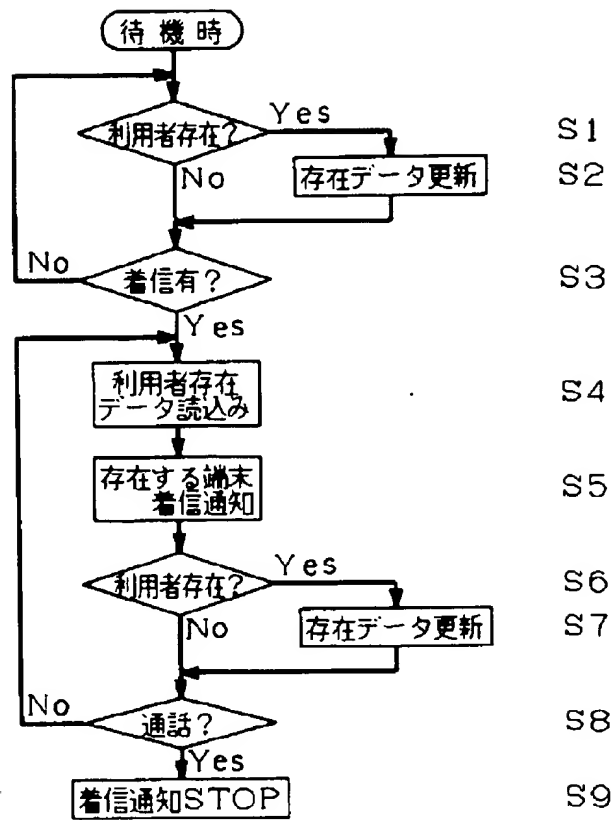 待機時
利用者存在?
Yes
S1
No
存在データ更新
S2
No
着信有?
S3
Yes
利用者存在
データ読込み
S4
存在する端末
着信通知
S5
利用者存在?
Yes
S6
No
存在データ更新
S7
No
通話?
S8
Yes
着信通知STOP
S9